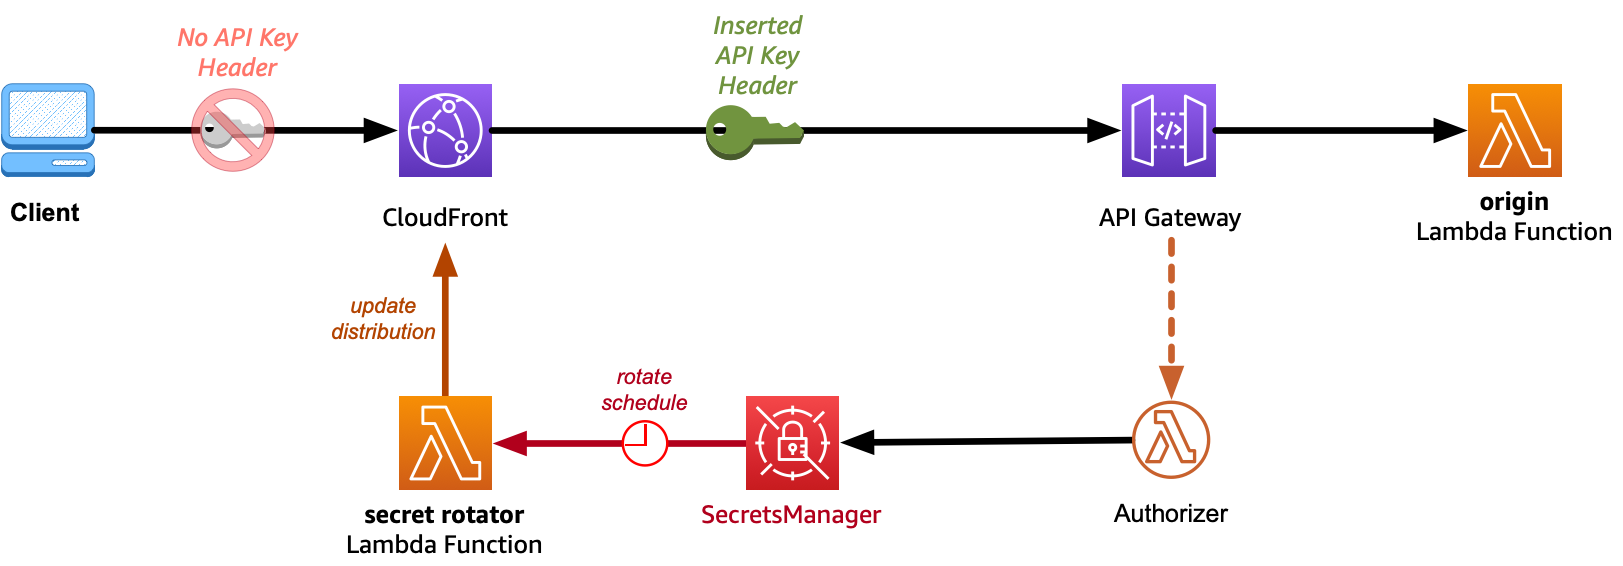 No API Key
Header
Inserted
API Key
Header
Client
CloudFront
API Gateway
origin
Lambda Function
update
distribution
rotate
schedule
secret rotator
Lambda Function
SecretsManager
Authorizer